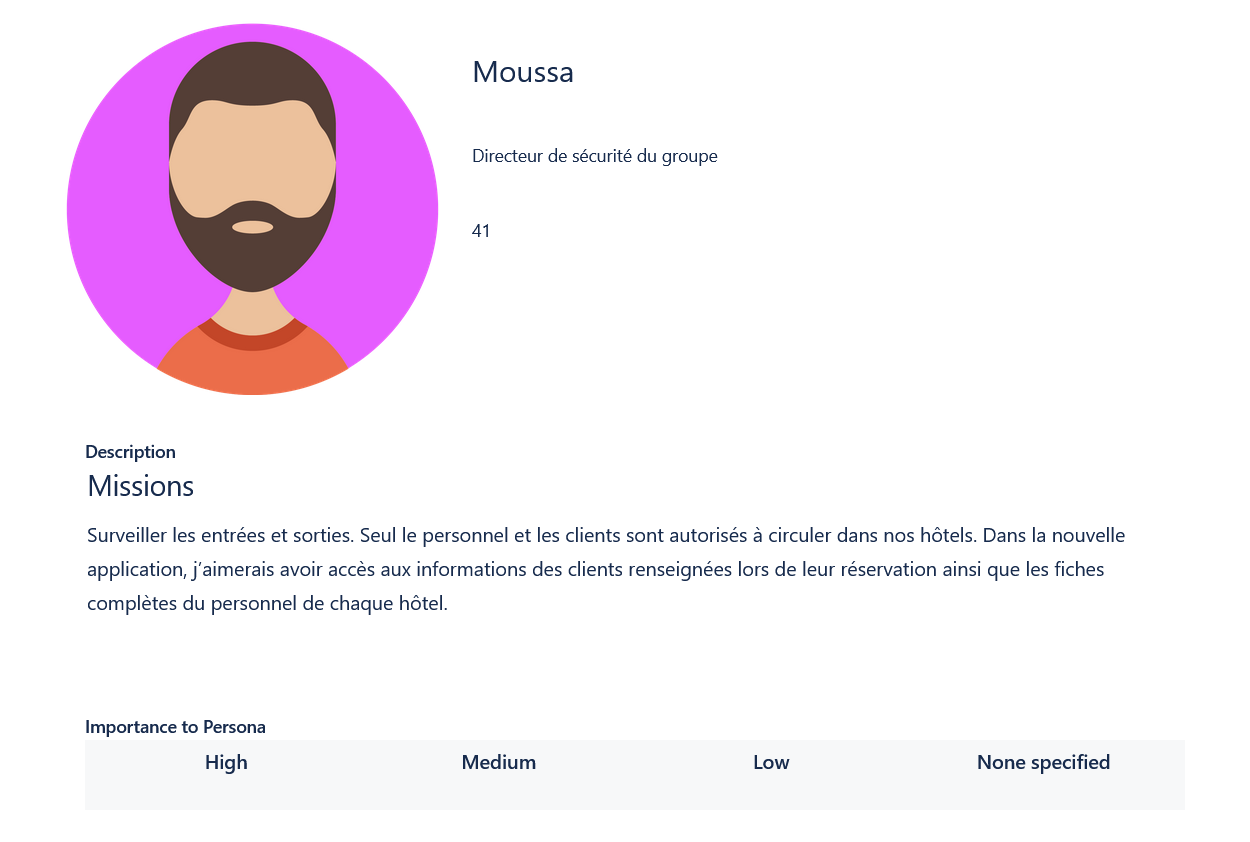 Moussa
Directeur de sécurité du groupe
41
Description
Missions
Surveiller les entrées et sorties. Seul le personnel et les clients sont autorisés à circuler dans nos hôtels. Dans la nouvelle
application, j’aimerais avoir accès aux informations des clients renseignées lors de leur réservation ainsi que les fiches
complètes du personnel de chaque hôtel.
Importance to Persona
High Medium Low None specified